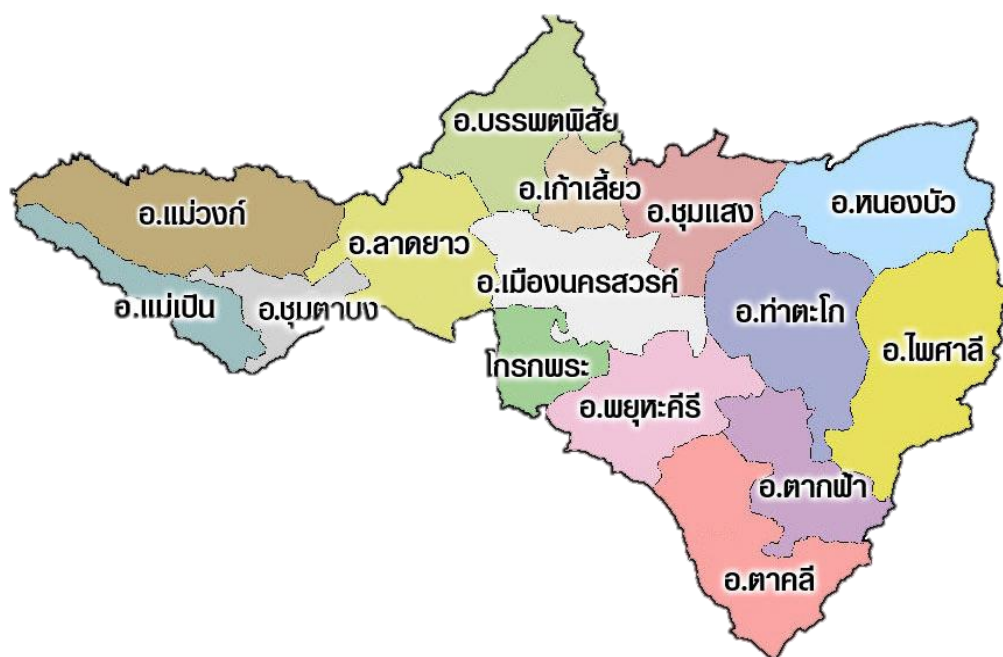 อ.บรรพตพิสัย
อ.เก้าเลี้ยว
อ.แม่วงก์
อ.ชุมแสง
อ.หนองบัว
อ.ลาดยาว
อ.เมืองนครสวรค์
อ.แม่เปิน
อ.ชุมตาบง
อ.ท่าตะโก
อ.ไพศาลี
โกรกพระ
อ.พยุหะคีรี
อ.ตากฟ้า
อ.ตาคลี